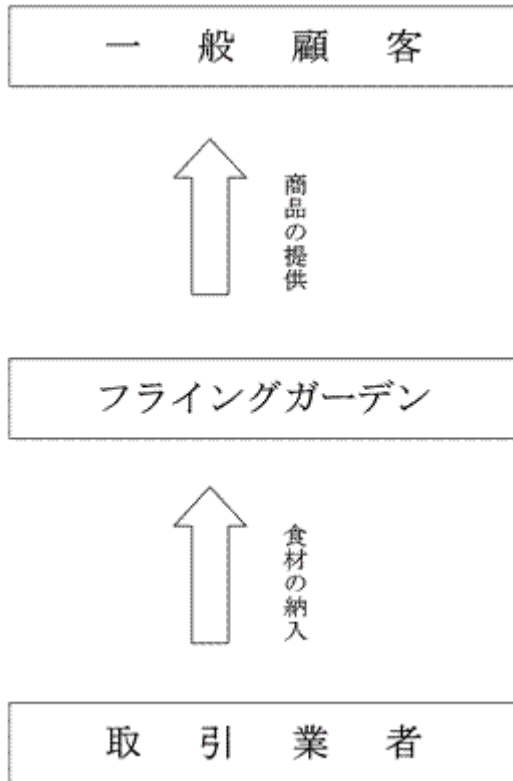 一般顧客
商品の提供
フライングガーデン
食材の納入
取引業者